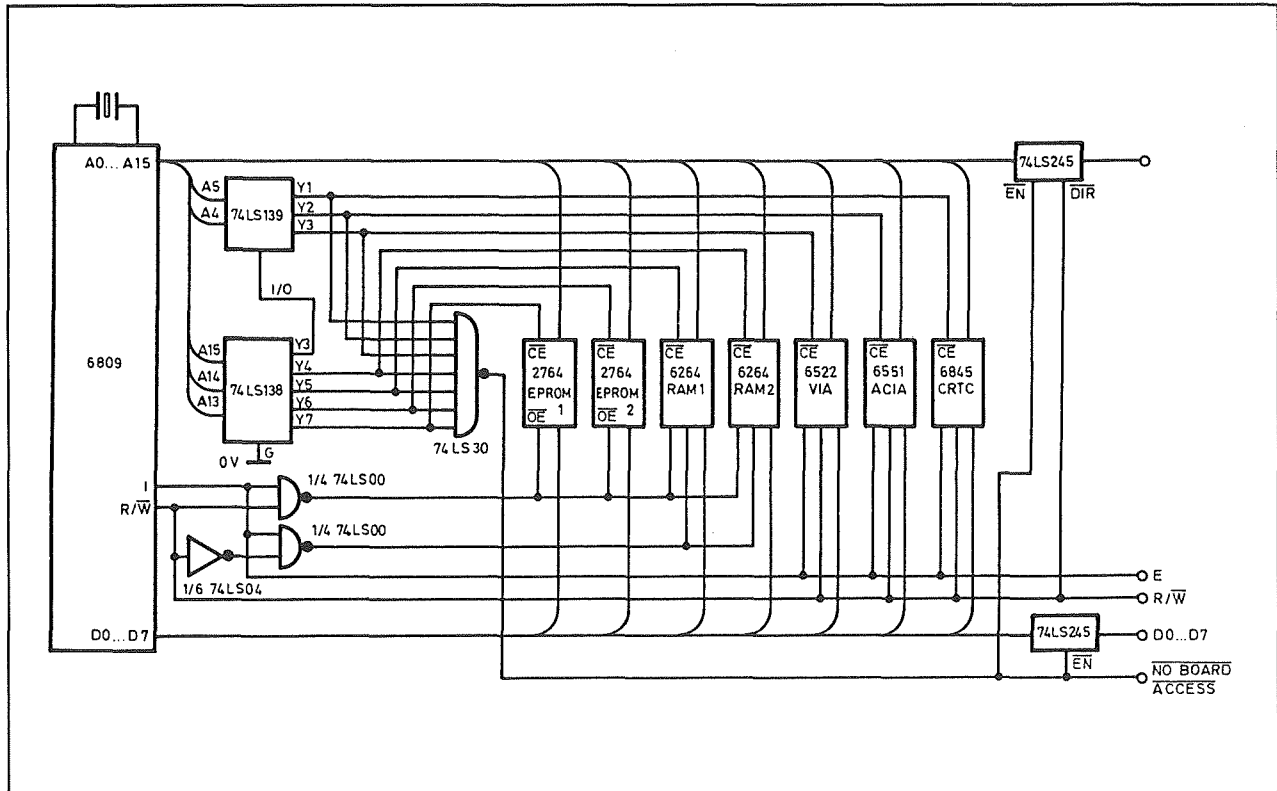 A0... A15
A5
A4
74LS139
Y1
Y2
Y3
I/O
6809
A15
A14
A13
74LS138
Y3
Y4
Y5
Y6
Y7
0V
G
74LS30
I
R/W
1/4 74LS00
1/4 74LS00
1/6 74LS04
D0...D7
CE
2764
EPROM
1
OE
CE
2764
EPROM
2
OE
CE
6264
RAM1
CE
6264
RAM2
CE
6522
VIA
CE
6551
ACIA
CE
6845
CRTC
74LS245
EN
DIR
E
R/W
74LS245
D0...D7
EN
NO BOARD
ACCESS